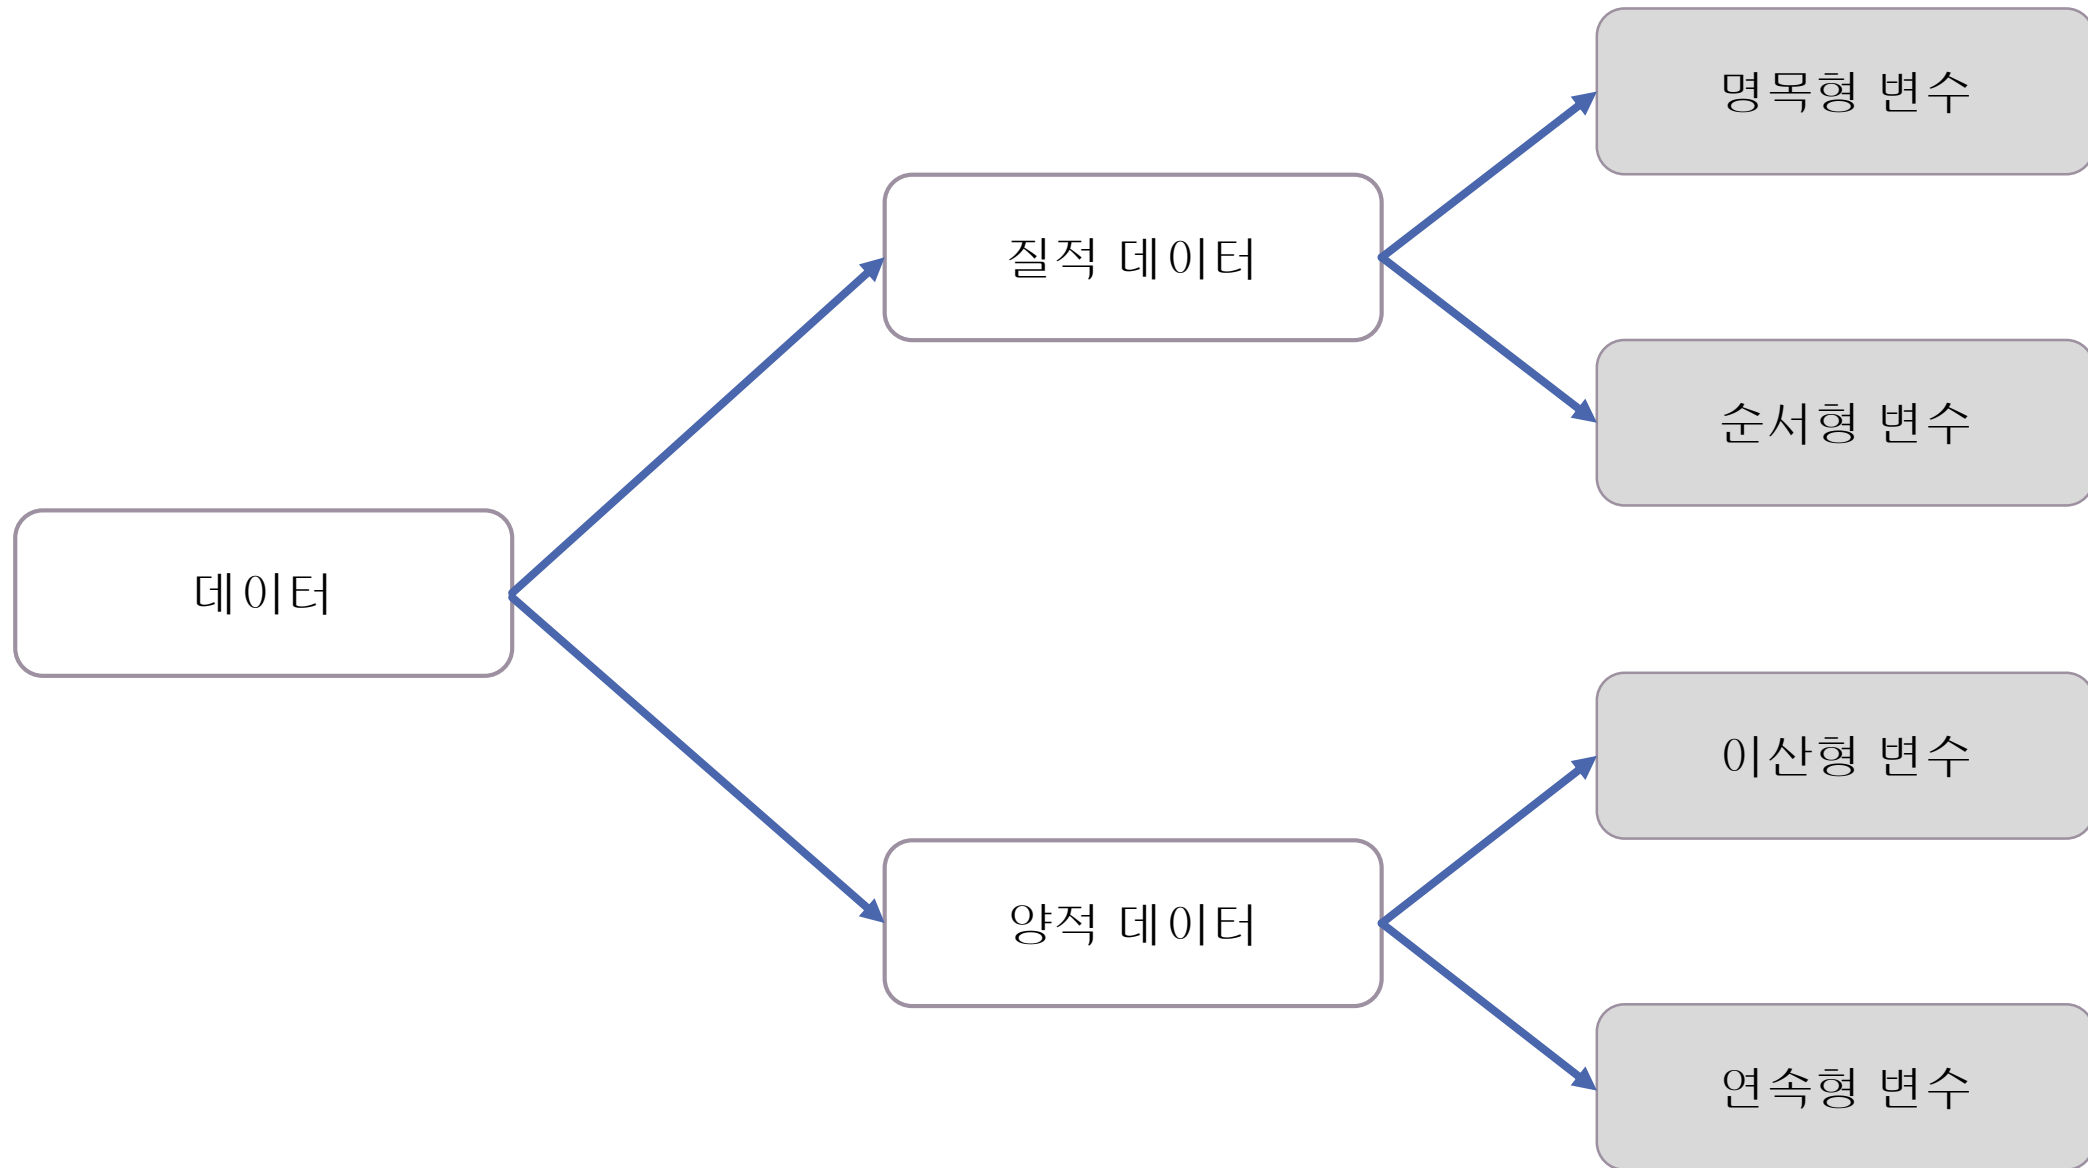 데이터
질적 데이터
양적 데이터
명목형 변수
순서형 변수
이산형 변수
연속형 변수